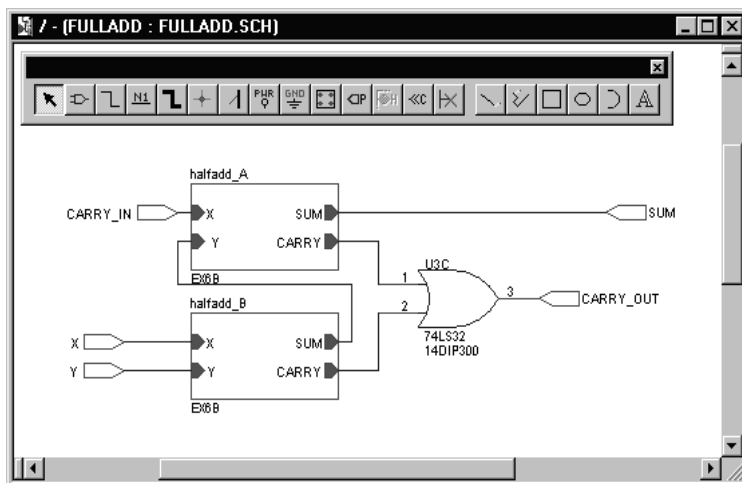 / - (FULLADD : FULLADD.SCH)
N1 PWR GND P H C A
halfadd_A
CARRY_IN X SUM SUM
Y CARRY
EX6B
U3C
1
halfadd_B
2
3 CARRY_OUT
X X SUM
74LS32
14DIP300
Y Y CARRY
EX6B